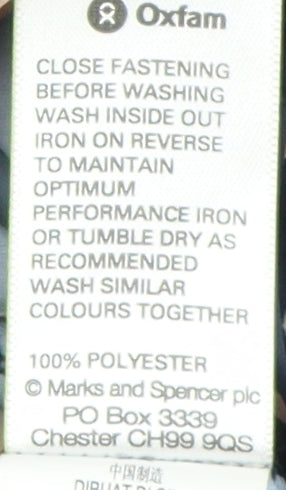 Oxfam
CLOSE FASTENING
BEFORE WASHING
WASH INSIDE OUT
IRON ON REVERSE
TO MAINTAIN
OPTIMUM
PERFORMANCE IRON
OR TUMBLE DRY AS
RECOMMENDED
WASH SIMILAR
COLOURS TOGETHER
100% POLYESTER
© Marks and Spencer plc
PO Box 3339
Chester CH99 9QS
中国制造